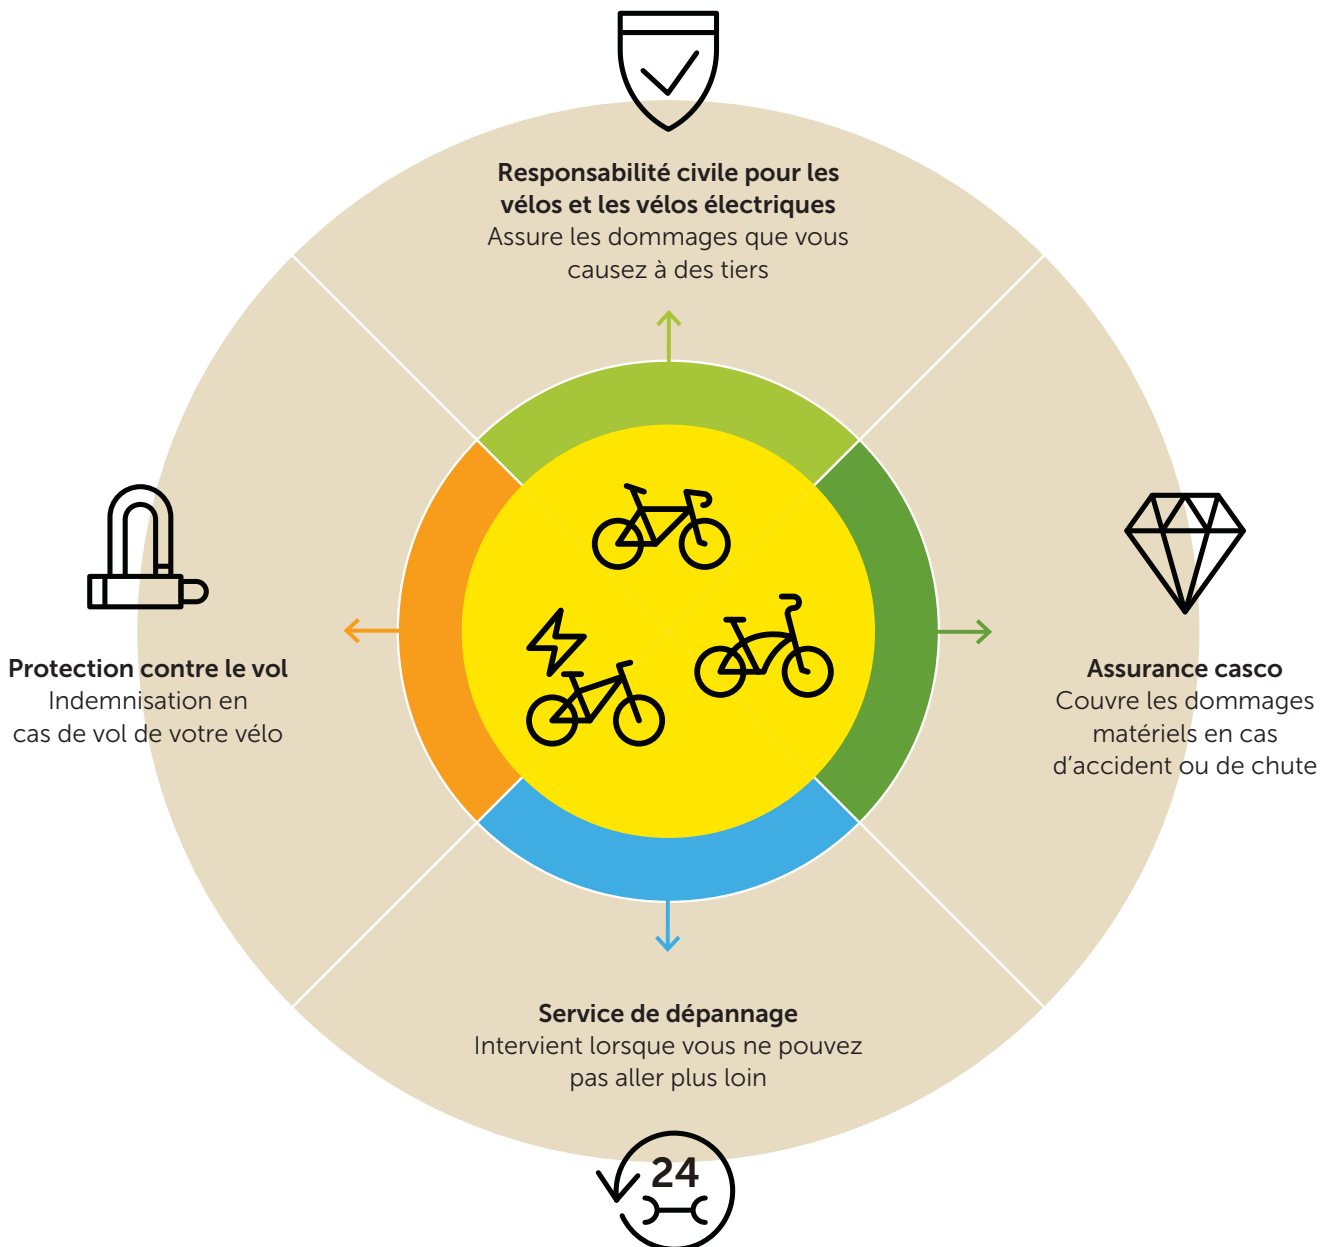 Responsabilité civile pour les
vélos et les vélos électriques
Assure les dommages que vous
causez à des tiers
Protection contre le vol
Indemnisation en
cas de vol de votre vélo
Assurance casco
Couvre les dommages
matériels en cas
d’accident ou de chute
Service de dépannage
Intervient lorsque vous ne pouvez
pas aller plus loin
24